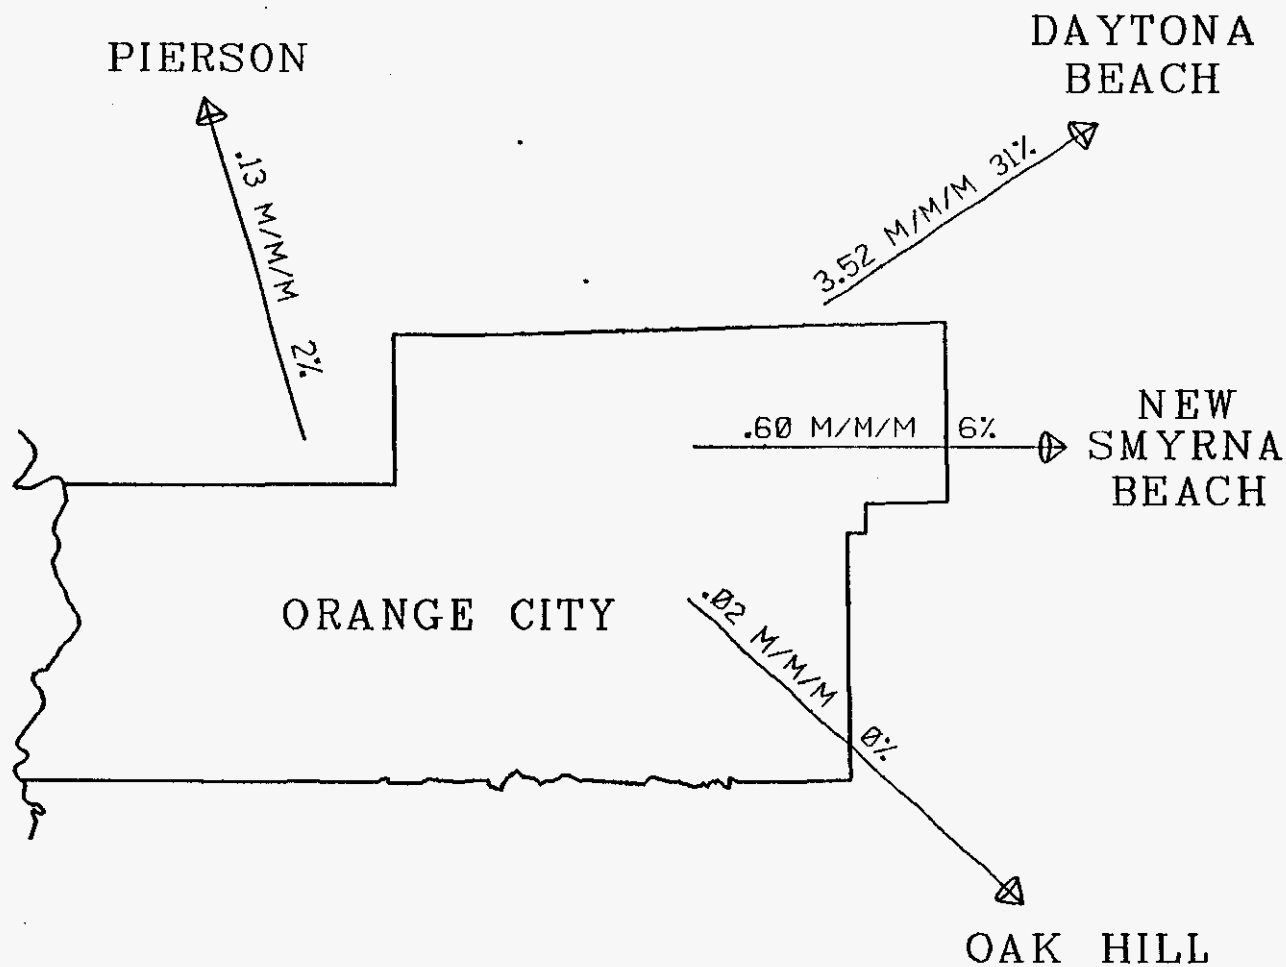 DAYTONA
BEACH
PIERSON
.13 M/M/M 2%
3.52 M/M/M 31%
.60 M/M/M 6%
NEW
SMYRNA
BEACH
ORANGE CITY
.02 M/M/M 0%
OAK HILL